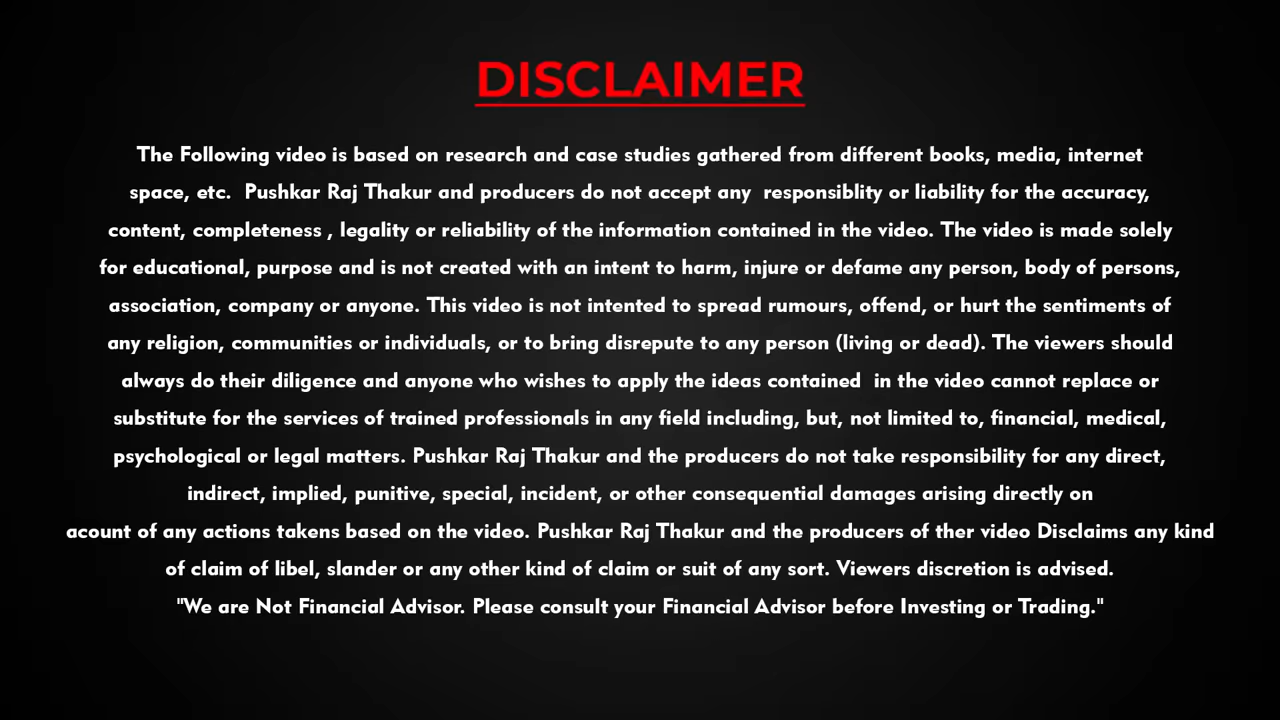 DISCLAIMER
The Following video is based on research and case studies gathered from different books, media, internet
space, etc.  Pushkar Raj Thakur and producers do not accept any  responsiblity or liability for the accuracy,
content, completeness , legality or reliability of the information contained in the video. The video is made solely
for educational, purpose and is not created with an intent to harm, injure or defame any person, body of persons,
association, company or anyone. This video is not intented to spread rumours, offend, or hurt the sentiments of
any religion, communities or individuals, or to bring disrepute to any person (living or dead). The viewers should
always do their diligence and anyone who wishes to apply the ideas contained  in the video cannot replace or
substitute for the services of trained professionals in any field including, but, not limited to, financial, medical,
psychological or legal matters. Pushkar Raj Thakur and the producers do not take responsibility for any direct,
indirect, implied, punitive, special, incident, or other consequential damages arising directly on
acount of any actions takens based on the video. Pushkar Raj Thakur and the producers of ther video Disclaims any kind
of claim of libel, slander or any other kind of claim or suit of any sort. Viewers discretion is advised.
"We are Not Financial Advisor. Please consult your Financial Advisor before Investing or Trading."